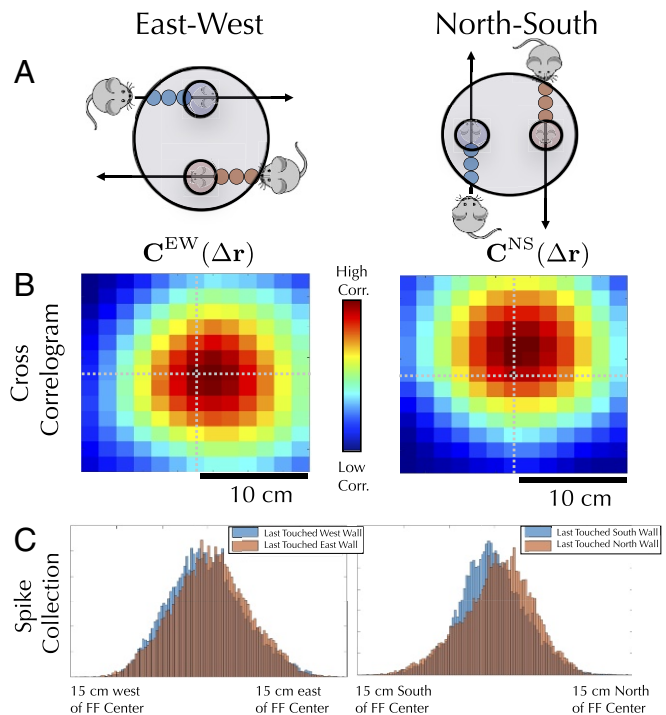 East-West
North-South
A
C^EW(Δr)
C^NS(Δr)
B
Cross
Correlogram
High
Corr.
Low
Corr.
10 cm
10 cm
C
Spike
Collection
Last Touched West Wall
Last Touched East Wall
Last Touched South Wall
Last Touched North Wall
15 cm west
of FF Center
15 cm east
of FF Center
15 cm South
of FF Center
15 cm North
of FF Center